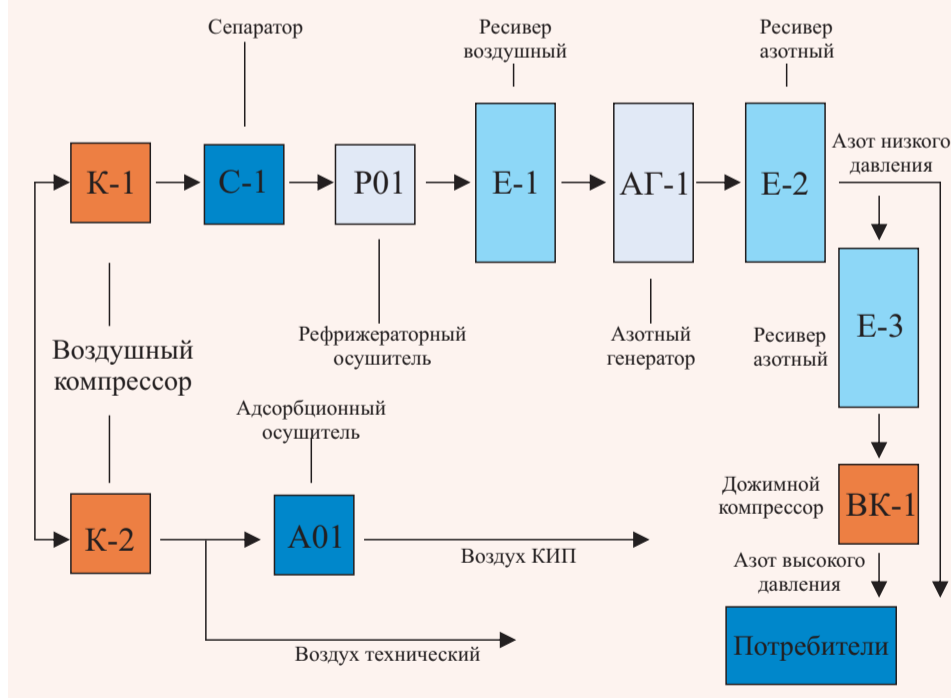 Сепаратор
Ресивер
воздушный
Ресивер
азотный
Азот низкого
давления
К-1
С-1
Р01
Е-1
АГ-1
Е-2
Е-3
Рефрижераторный
осушитель
Азотный
генератор
Ресивер
азотный
Воздушный
компрессор
Адсорбционный
осушитель
Дожимной
компрессор
ВК-1
К-2
А01
Воздух КИП
Азот высокого
давления
Воздух технический
Потребители